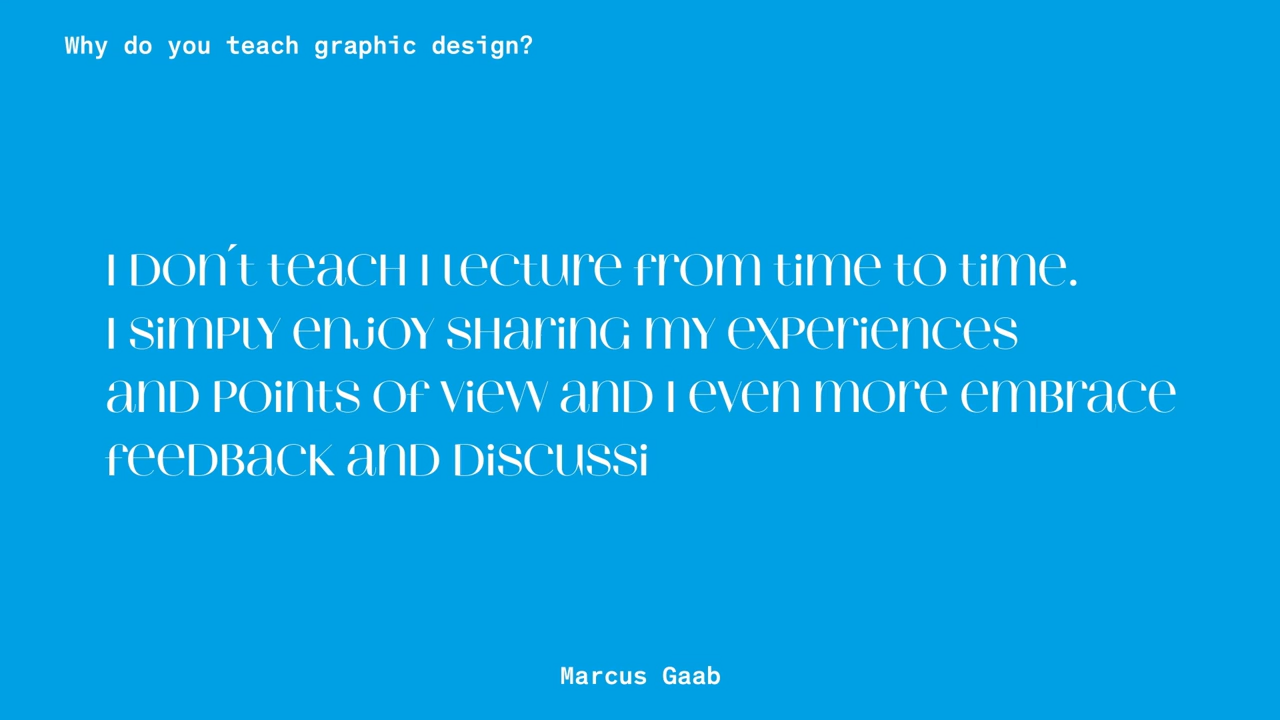 Why do you teach graphic design?
I Don´t teach I lecture from time to time.
I simply enjoy sharing my experiences
and points of view and I even more embrace
feedback and Discussi
Marcus Gaab